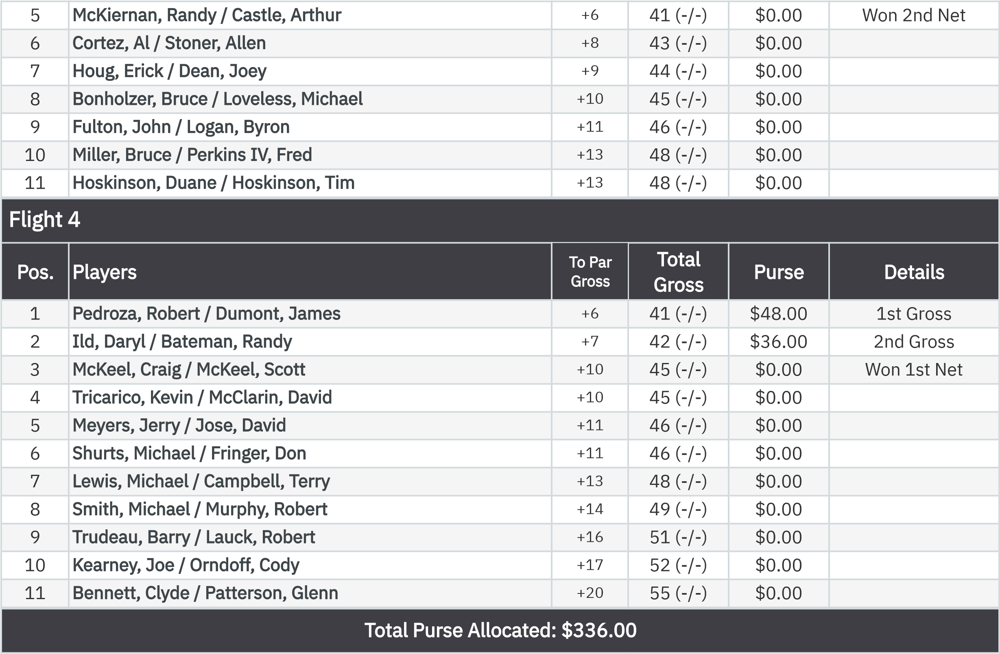 5 McKiernan, Randy / Castle, Arthur +6 41 (-/-) $0.00 Won 2nd Net
6 Cortez, Al / Stoner, Allen +8 43 (-/-) $0.00
7 Houg, Erick / Dean, Joey +9 44 (-/-) $0.00
8 Bonholzer, Bruce / Loveless, Michael +10 45 (-/-) $0.00
9 Fulton, John / Logan, Byron +11 46 (-/-) $0.00
10 Miller, Bruce / Perkins IV, Fred +13 48 (-/-) $0.00
11 Hoskinson, Duane / Hoskinson, Tim +13 48 (-/-) $0.00
Flight 4
Pos. Players To Par Gross Total Gross Purse Details
1 Pedroza, Robert / Dumont, James +6 41 (-/-) $48.00 1st Gross
2 Ild, Daryl / Bateman, Randy +7 42 (-/-) $36.00 2nd Gross
3 McKeel, Craig / McKeel, Scott +10 45 (-/-) $0.00 Won 1st Net
4 Tricarico, Kevin / McClarin, David +10 45 (-/-) $0.00
5 Meyers, Jerry / Jose, David +11 46 (-/-) $0.00
6 Shurts, Michael / Fringer, Don +11 46 (-/-) $0.00
7 Lewis, Michael / Campbell, Terry +13 48 (-/-) $0.00
8 Smith, Michael / Murphy, Robert +14 49 (-/-) $0.00
9 Trudeau, Barry / Lauck, Robert +16 51 (-/-) $0.00
10 Kearney, Joe / Orndoff, Cody +17 52 (-/-) $0.00
11 Bennett, Clyde / Patterson, Glenn +20 55 (-/-) $0.00
Total Purse Allocated: $336.00